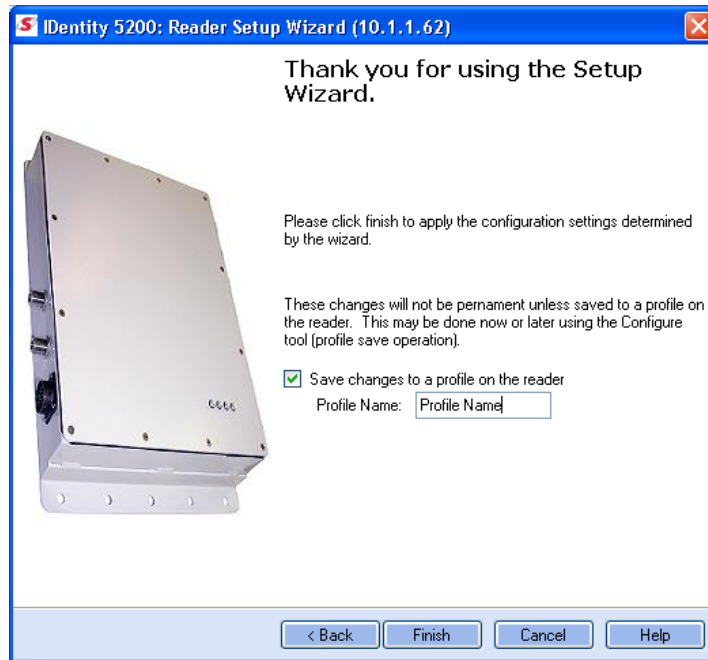 IDentity 5200: Reader Setup Wizard (10.1.1.62)
Thank you for using the Setup
Wizard.
Please click finish to apply the configuration settings determined
by the wizard.
These changes will not be pernament unless saved to a profile on
the reader. This may be done now or later using the Configure
tool (profile save operation).
Save changes to a profile on the reader
Profile Name: Profile Name
< Back Finish Cancel Help